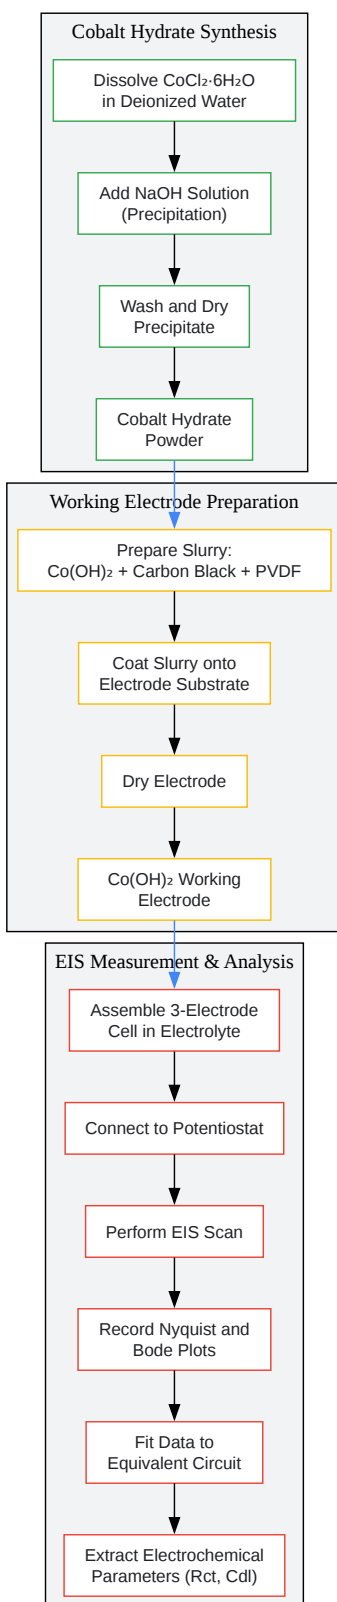 Cobalt Hydrate Synthesis
Dissolve CoCl₂·6H₂O
in Deionized Water
Add NaOH Solution
(Precipitation)
Wash and Dry
Precipitate
Cobalt Hydrate
Powder
Working Electrode Preparation
Prepare Slurry:
Co(OH)₂ + Carbon Black + PVDF
Coat Slurry onto
Electrode Substrate
Dry Electrode
Co(OH)₂ Working
Electrode
EIS Measurement & Analysis
Assemble 3-Electrode
Cell in Electrolyte
Connect to Potentiostat
Perform EIS Scan
Record Nyquist and
Bode Plots
Fit Data to
Equivalent Circuit
Extract Electrochemical
Parameters (Rct, Cdl)